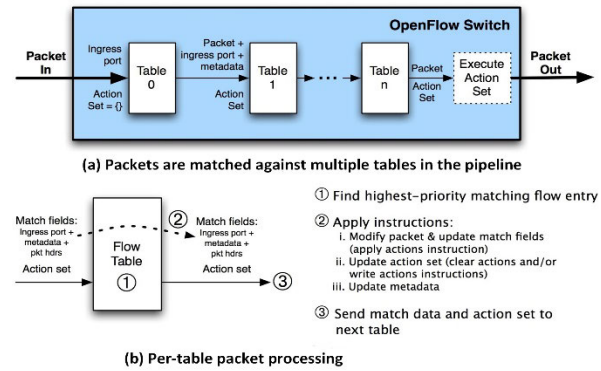 OpenFlow Switch
Packet
In
Ingress
port
Action
Set = {}
Table
0
Packet +
ingress port +
metadata
Action
Set
Table
1
Table
n
Packet
Action
Set
Execute
Action
Set
Packet
Out
(a) Packets are matched against multiple tables in the pipeline
Match fields:
Ingress port +
metadata +
pkt hdrs
Action set
Flow
Table
①
②
Match fields:
Ingress port +
metadata +
pkt hdrs
Action set
③
① Find highest-priority matching flow entry
② Apply instructions:
i. Modify packet & update match fields
(apply actions instruction)
ii. Update action set (clear actions and/or
write actions instructions)
iii. Update metadata
③ Send match data and action set to
next table
(b) Per-table packet processing